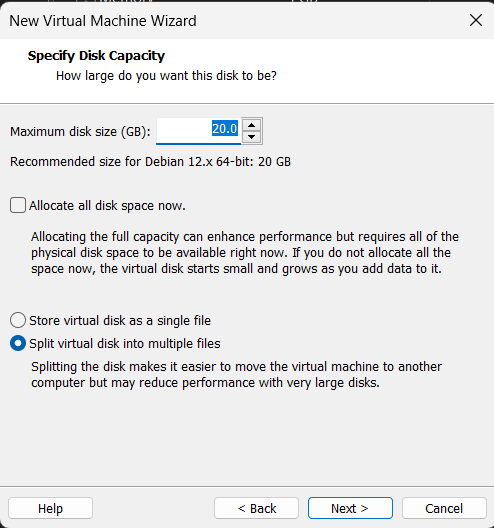 New Virtual Machine Wizard
Specify Disk Capacity
How large do you want this disk to be?
Maximum disk size (GB): 20.0
Recommended size for Debian 12.x 64-bit: 20 GB
Allocate all disk space now.
Allocating the full capacity can enhance performance but requires all of the
physical disk space to be available right now. If you do not allocate all the
space now, the virtual disk starts small and grows as you add data to it.
Store virtual disk as a single file
Split virtual disk into multiple files
Splitting the disk makes it easier to move the virtual machine to another
computer but may reduce performance with very large disks.
Help < Back Next > Cancel